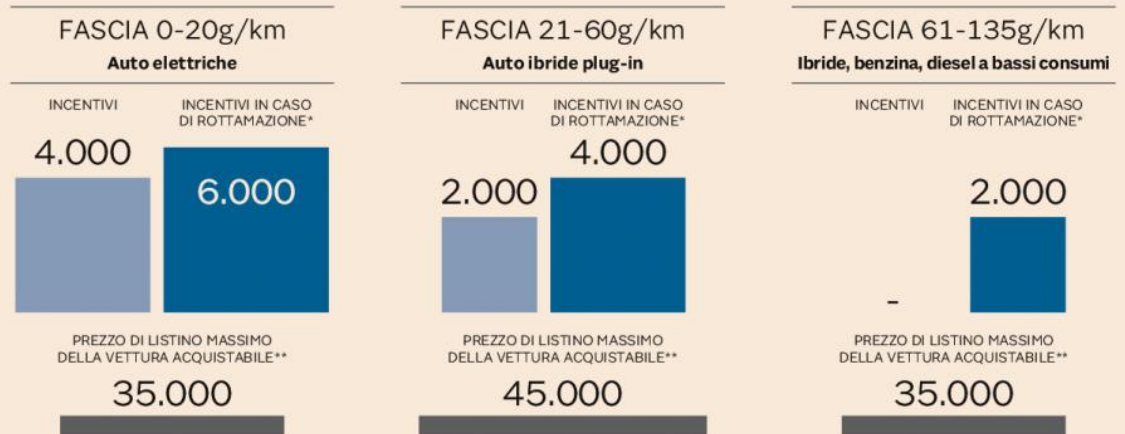 FASCIA 0-20g/km
Auto elettriche
INCENTIVI
INCENTIVI IN CASO
DI ROTTAMAZIONE*
4.000
6.000
PREZZO DI LISTINO MASSIMO
DELLA VETTURA ACQUISTABILE**
35.000
FASCIA 21-60g/km
Auto ibride plug-in
INCENTIVI
INCENTIVI IN CASO
DI ROTTAMAZIONE*
2.000
4.000
PREZZO DI LISTINO MASSIMO
DELLA VETTURA ACQUISTABILE**
45.000
FASCIA 61-135g/km
Ibride, benzina, diesel a bassi consumi
INCENTIVI
INCENTIVI IN CASO
DI ROTTAMAZIONE*
-
2.000
PREZZO DI LISTINO MASSIMO
DELLA VETTURA ACQUISTABILE**
35.000